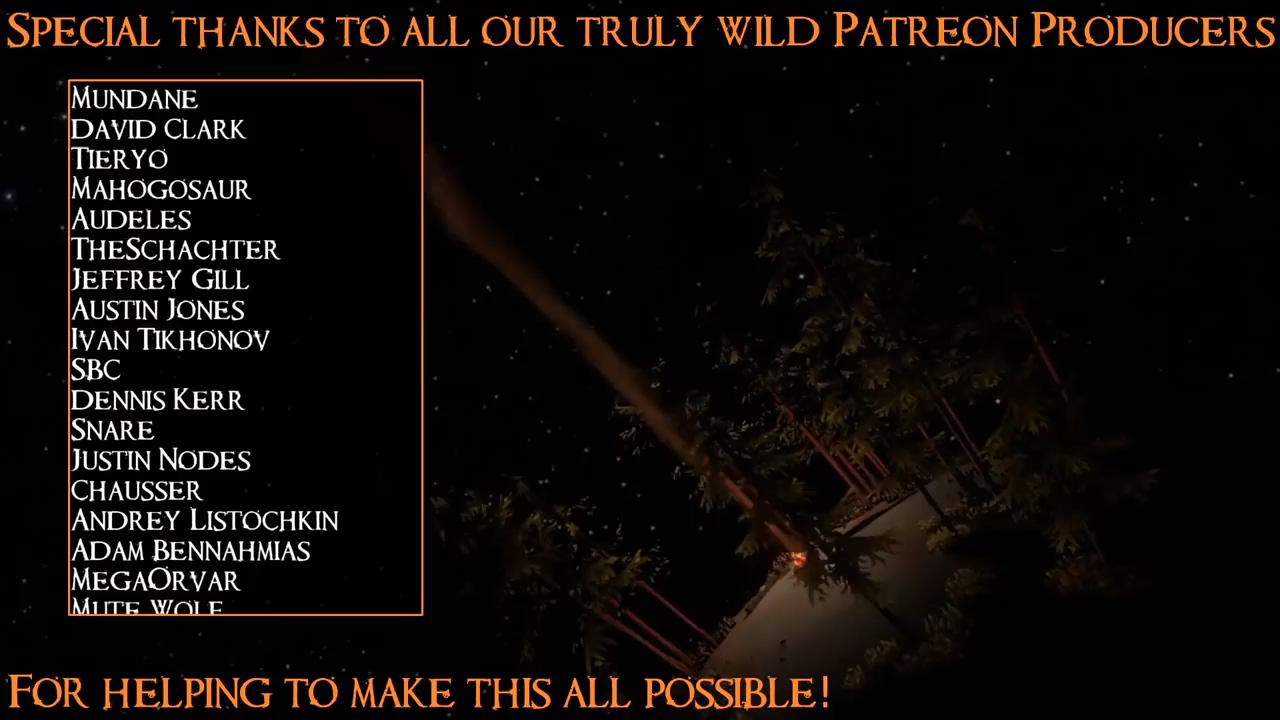 Special thanks to all our truly wild Patreon Producers
Mundane
David Clark
Tieryo
Mahogosaur
Audeles
TheSchachter
Jeffrey Gill
Austin Jones
Ivan Tikhonov
SBC
Dennis Kerr
Snare
Justin Nodes
Chausser
Andrey Listochkin
Adam Bennahmias
MegaOrvar
Mute Wolf
For helping to make this all possible!